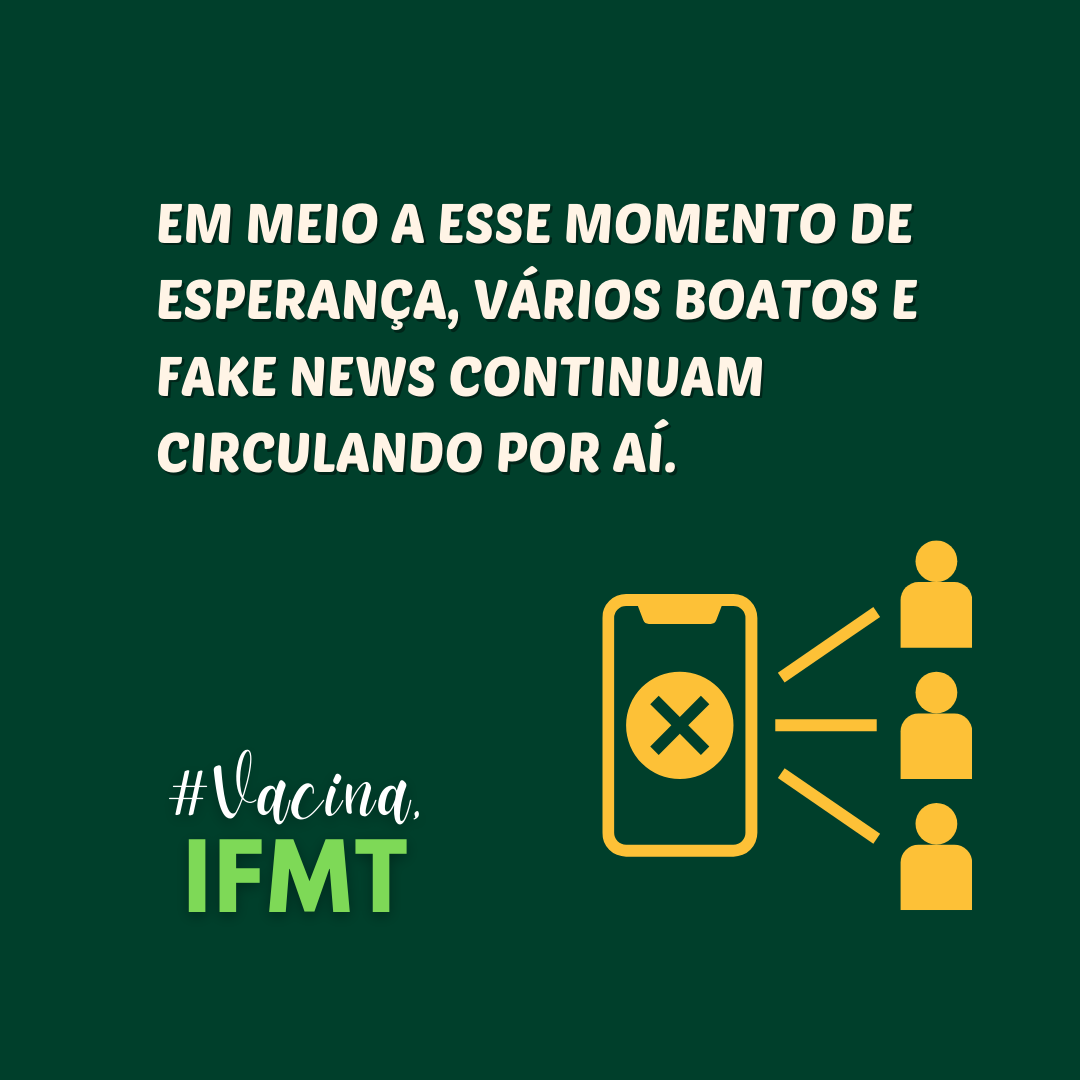 EM MEIO A ESSE MOMENTO DE
ESPERANÇA, VÁRIOS BOATOS E
FAKE NEWS CONTINUAM
CIRCULANDO POR AÍ.
#Vacina,
IFMT